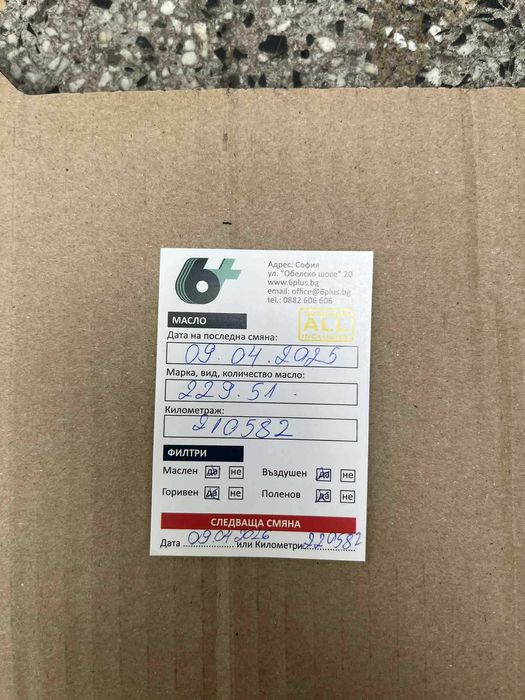 6+
Адрес: София
ул. "Обелско шосе" 20
www.6plus.bg
email: office@6plus.bg
tel.: 0882 606 606
МАСЛО
ALL
Дата на последна смяна:
09.04.2025
Марка, вид, количество масло:
229.51.
Километраж:
210582
ФИЛТРИ
Маслен да не Въздушен да не
Горивен да не Поленов да не
СЛЕДВАЩА СМЯНА
Дата 09.04.2026 или Километри 220582